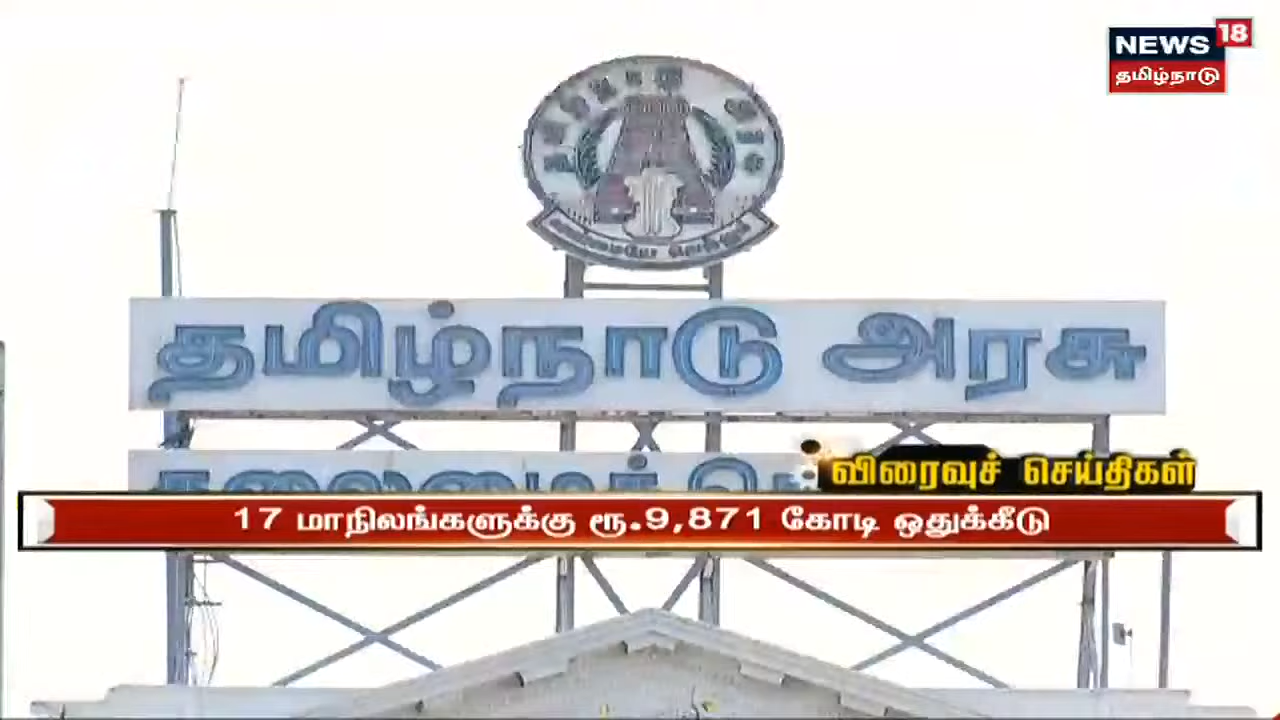 NEWS 18
தமிழ்நாடு
தமிழ்நாடு அரசு
விரைவுச் செய்திகள்
17 மாநிலங்களுக்கு ரூ.9,871 கோடி ஒதுக்கீடு